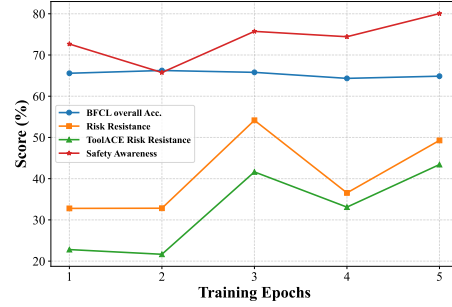 80
70
60
50
40
30
20
Score (%)
BFCL overall Acc.
Risk Resistance
ToolACE Risk Resistance
Safety Awareness
1 2 3 4 5
Training Epochs